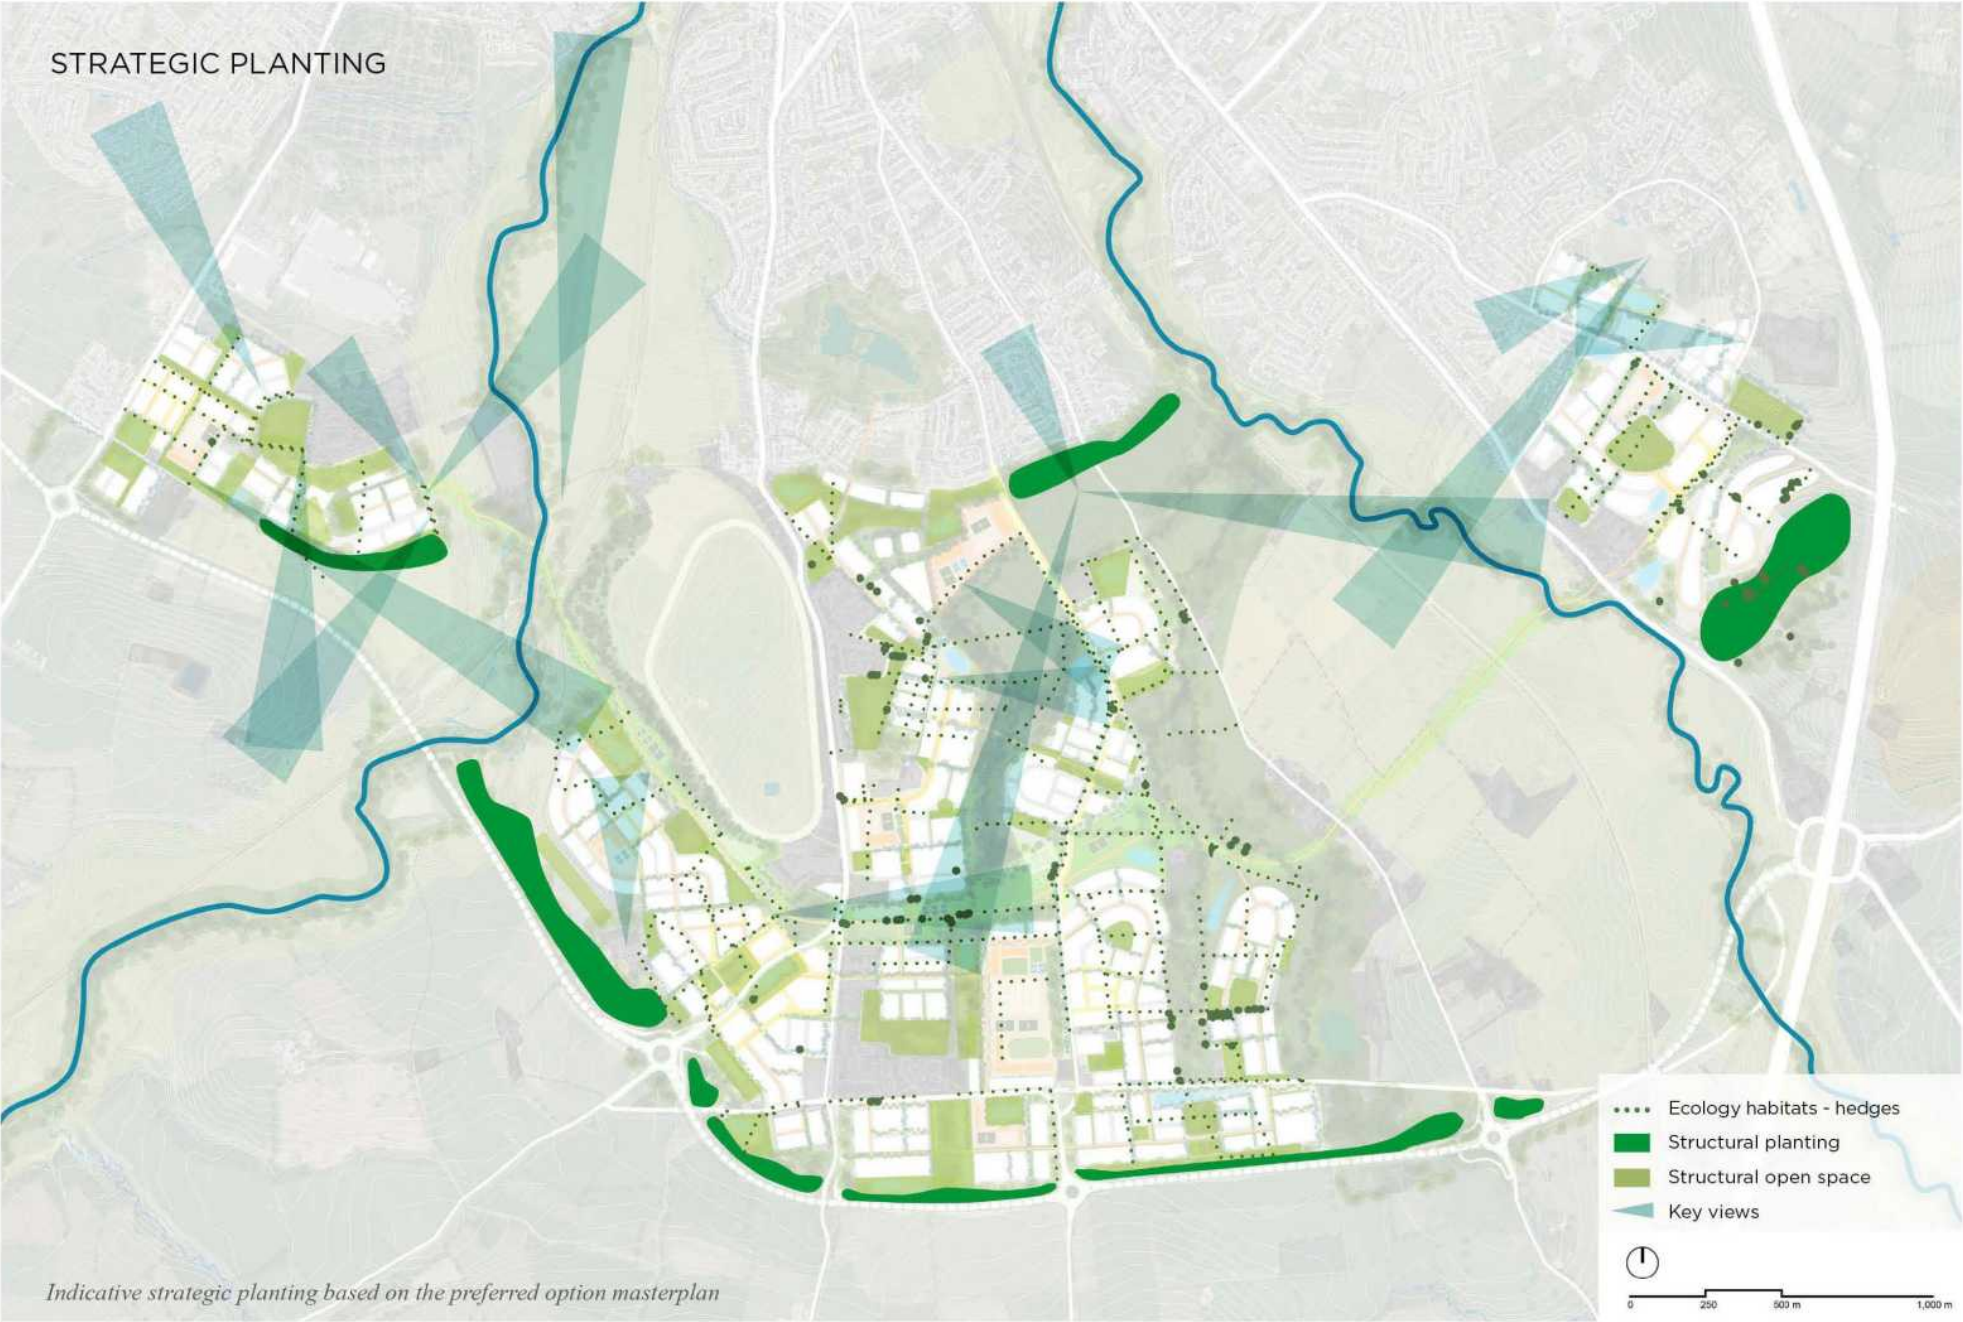 STRATEGIC PLANTING
Ecology habitats - hedges
Structural planting
Structural open space
Key views
0 250 500 m 1,000 m
Indicative strategic planting based on the preferred option masterplan